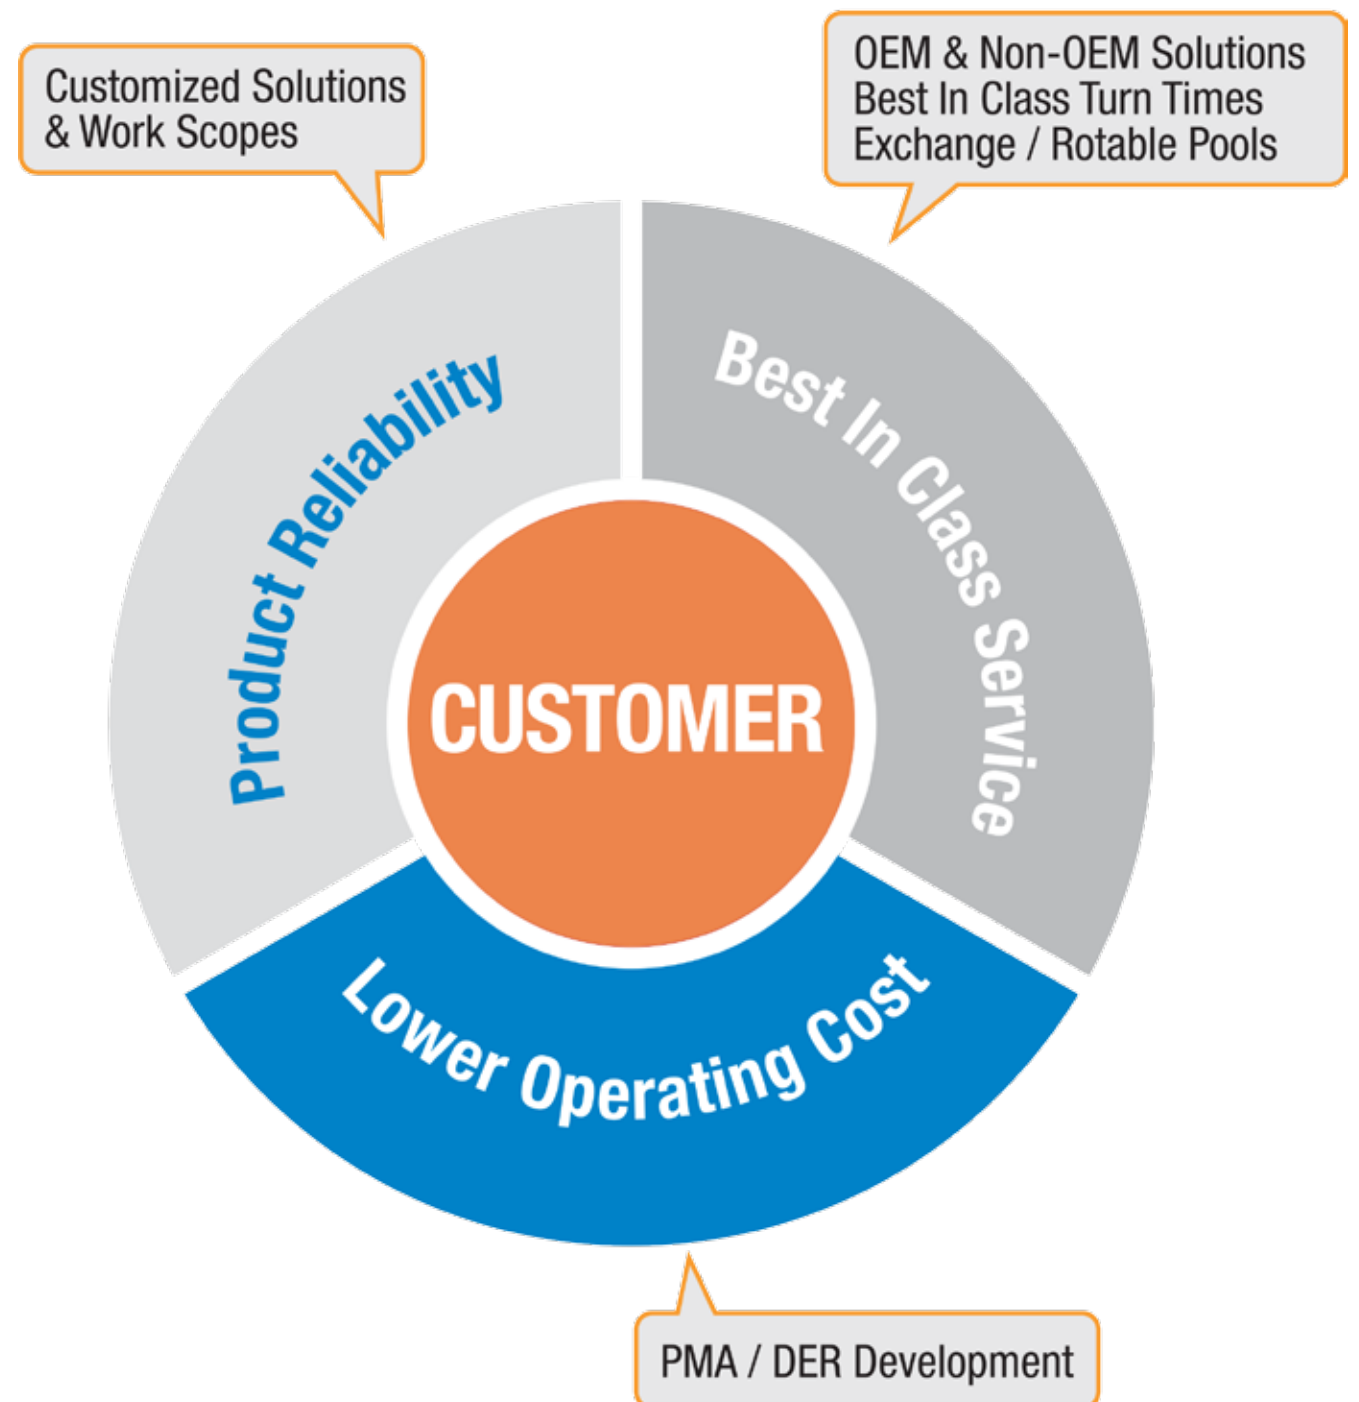 Customized Solutions
& Work Scopes
OEM & Non-OEM Solutions
Best In Class Turn Times
Exchange / Rotable Pools
Product Reliability
Best In Class Service
CUSTOMER
Lower Operating Cost
PMA / DER Development